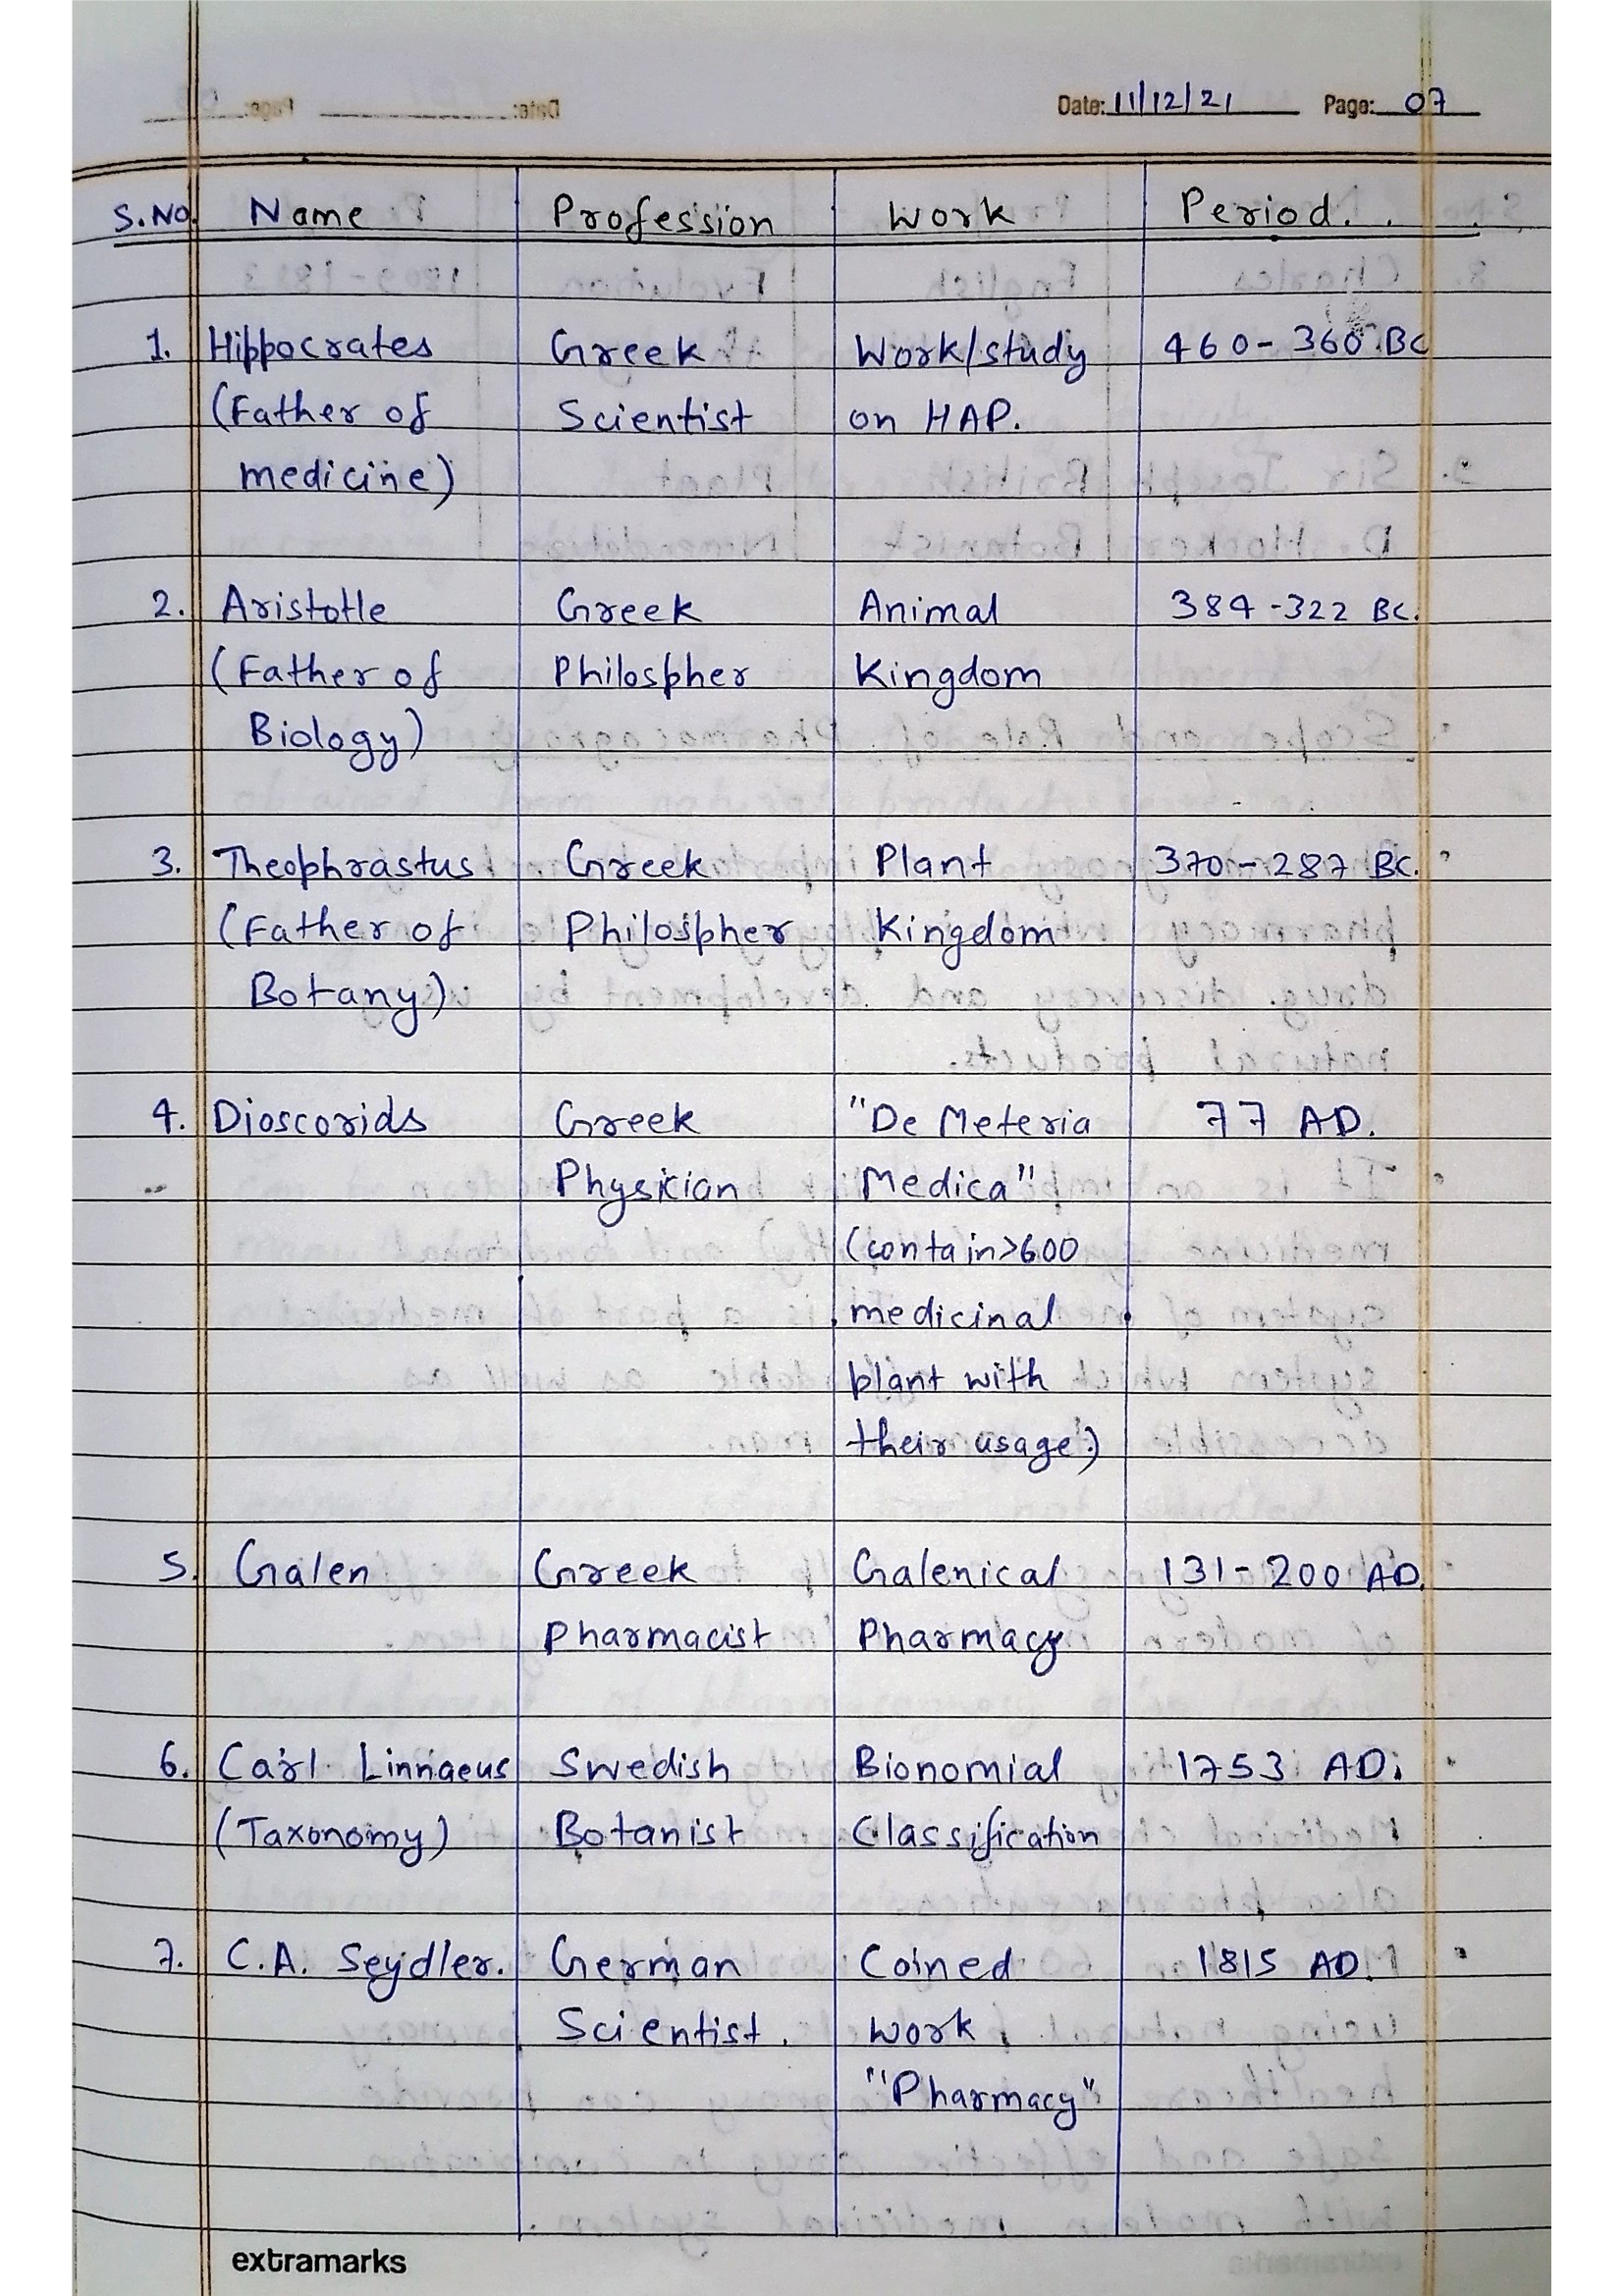 Date: 11/12/21 Page: 07
S.No. Name Profession Work Period.
1. Hippocrates Greek Work/study 460-360 BC
(Father of Scientist on HAP.
medicine)
2. Aristotle Greek Animal 384-322 BC.
(Father of Philospher Kingdom
Biology)
3. Theophrastus Greek Plant 370-287 BC.
(Father of Philospher Kingdom
Botany)
4. Dioscorids Greek "De Meteria 77 AD.
Physician Medica"
(contain>600
medicinal
plant with
their usage)
5. Galen Greek Galenical 131-200 AD.
Pharmacist Pharmacy
6. Carl Linnaeus Swedish Bionomial 1753 AD.
(Taxonomy) Botanist Classification
7. C.A. Seydler. German Coined 1815 AD.
Scientist. work
"Pharmacy"
extramarks